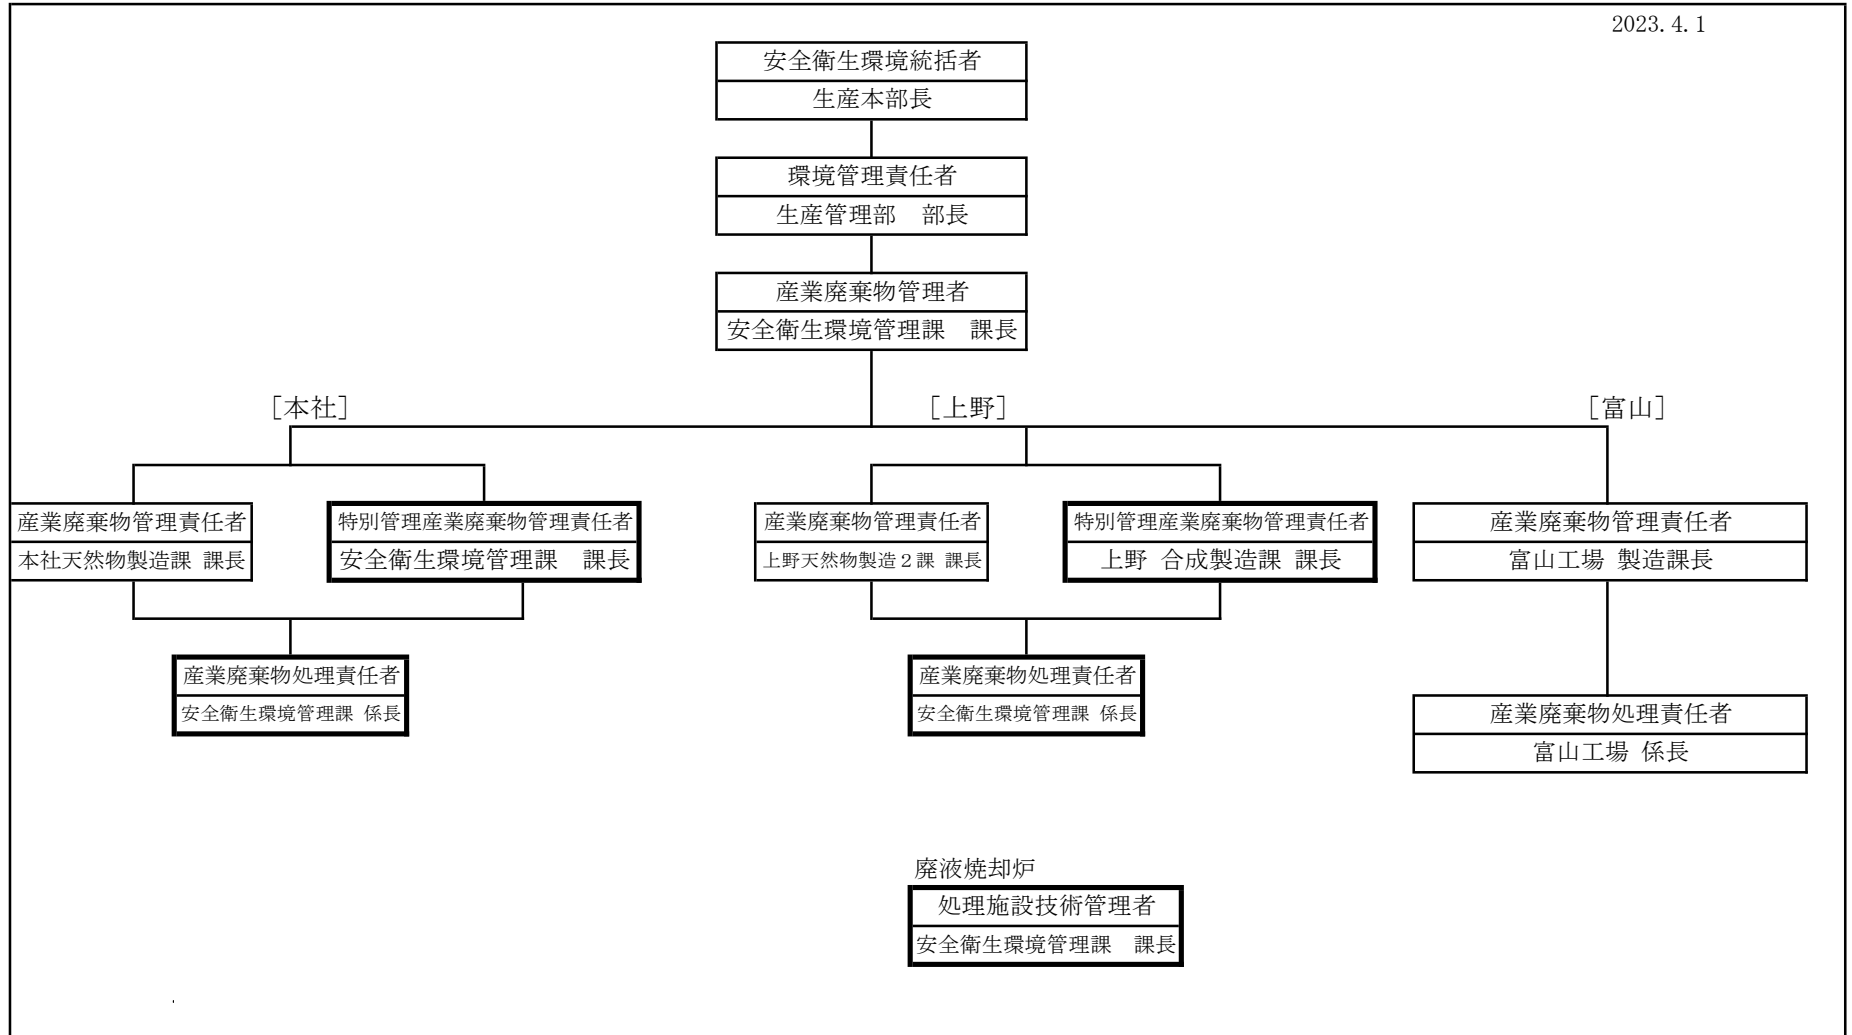 2023.4.1
安全衛生環境統括者
生産本部長
環境管理責任者
生産管理部　部長
産業廃棄物管理者
安全衛生環境管理課　課長
［本社］
［上野］
［富山］
産業廃棄物管理責任者
本社天然物製造課 課長
特別管理産業廃棄物管理責任者
安全衛生環境管理課　課長
産業廃棄物管理責任者
上野天然物製造２課 課長
特別管理産業廃棄物管理責任者
上野 合成製造課 課長
産業廃棄物管理責任者
富山工場 製造課長
産業廃棄物処理責任者
安全衛生環境管理課 係長
産業廃棄物処理責任者
安全衛生環境管理課 係長
産業廃棄物処理責任者
富山工場 係長
廃液焼却炉
処理施設技術管理者
安全衛生環境管理課　課長